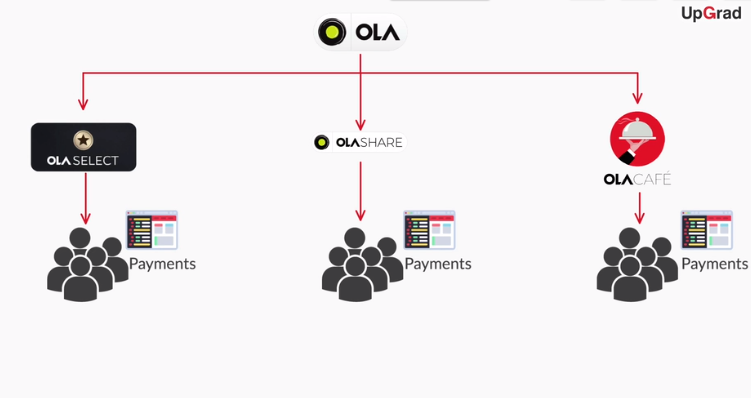 UpGrad
OLA
OLA SELECT
OLASHARE
OLACAFÉ
Payments
Payments
Payments